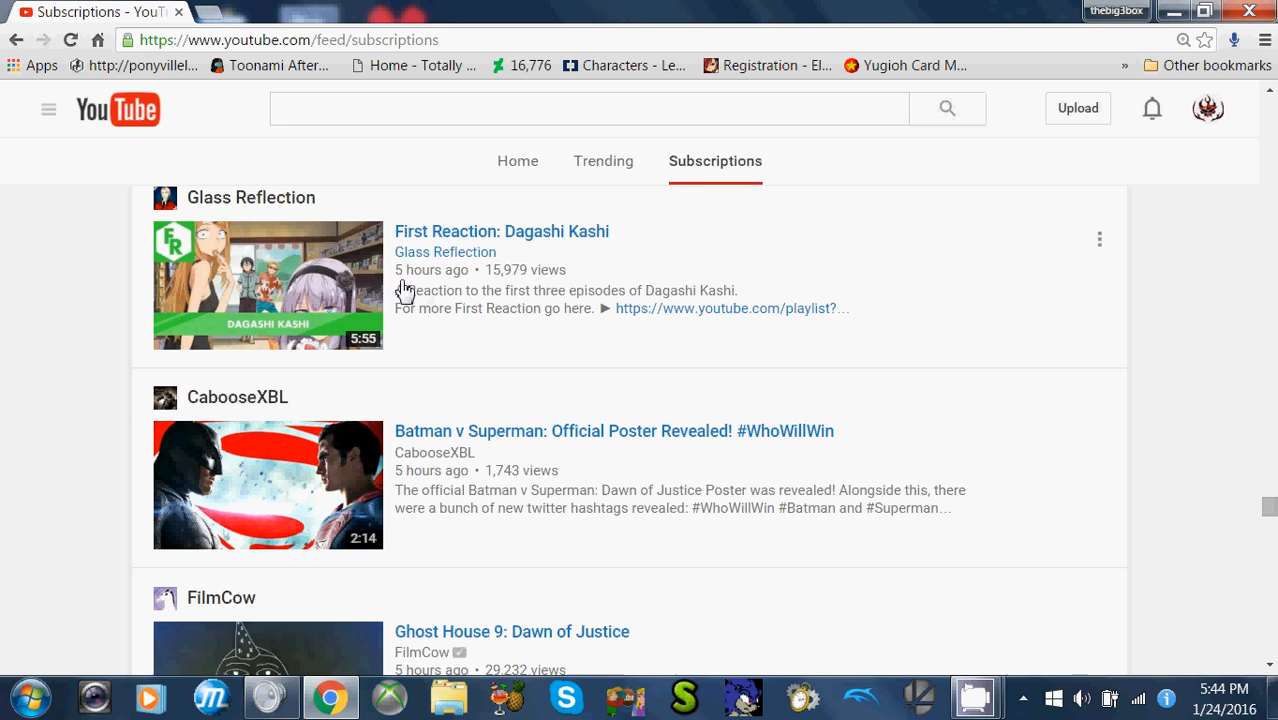 Subscriptions - YouT
thebig3box
https://www.youtube.com/feed/subscriptions
Apps http://ponyvillel... Toonami After... Home - Totally ... 16,776 Characters - Le... Registration - El... Yugioh Card M... » Other bookmarks
YouTube Upload
Home Trending Subscriptions
Glass Reflection
First Reaction: Dagashi Kashi
Glass Reflection
5 hours ago • 15,979 views
reaction to the first three episodes of Dagashi Kashi.
For more First Reaction go here. ► https://www.youtube.com/playlist?...
FR
DAGASHI KASHI
5:55
CabooseXBL
Batman v Superman: Official Poster Revealed! #WhoWillWin
CabooseXBL
5 hours ago • 1,743 views
The official Batman v Superman: Dawn of Justice Poster was revealed! Alongside this, there
were a bunch of new twitter hashtags revealed: #WhoWillWin #Batman and #Superman...
2:14
FilmCow
Ghost House 9: Dawn of Justice
FilmCow
5 hours ago • 29,232 views
5:44 PM
1/24/2016